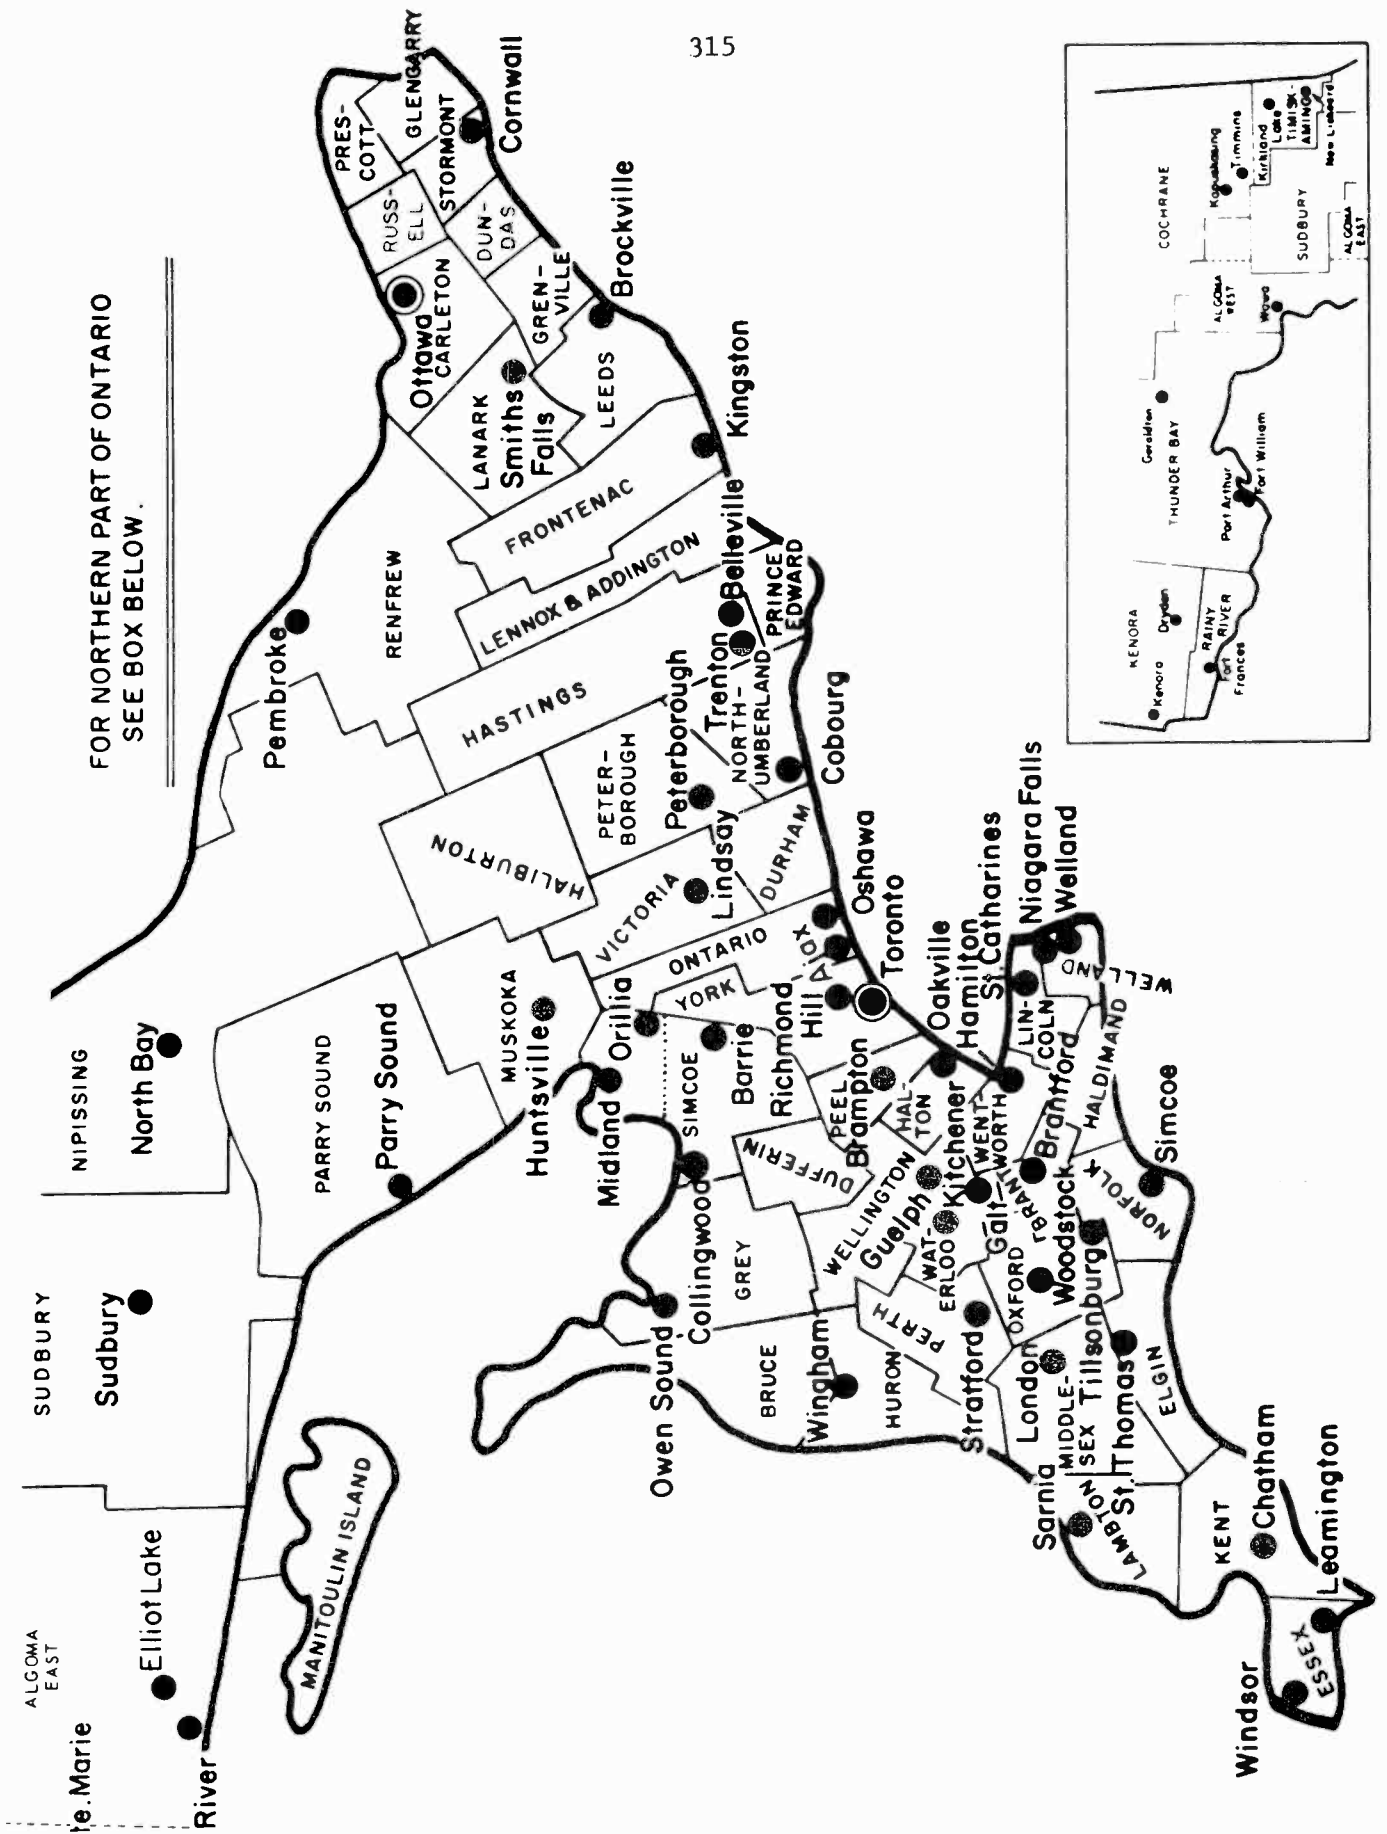 315
FOR NORTHERN PART OF ONTARIO
SEE BOX BELOW.
te. Marie
River
ALGOMA
EAST
Elliot Lake
SUDBURY
Sudbury
NIPISSING
North Bay
MANITOULIN ISLAND
PARRY SOUND
Parry Sound
MUSKOKA
Huntsville
Pembroke
RENFREW
HALIBURTON
HASTINGS
LENNOX & ADDINGTON
FRONTENAC
LANARK
Smiths
Falls
Ottawa
CARLETON
RUSS-
ELL
PRES-
COTT
GLENGARRY
STORMONT
Cornwall
DUN-
DAS
GREN-
VILLE
Brockville
LEEDS
Kingston
Belleville
PRINCE
EDWARD
Trenton
NORTH-
UMBERLAND
Cobourg
PETER-
BOROUGH
Peterborough
VICTORIA
Lindsay
DURHAM
ONTARIO
Oshawa
Ajax
YORK
Richmond
Hill
Toronto
Orillia
Midland
SIMCOE
Barrie
Collingwood
Owen Sound
GREY
DUFFERIN
PEEL
Brampton
HAL-
TON
Oakville
Hamilton
WENT-
WORTH
St. Catharines
Niagara Falls
Welland
WELLAND
LIN-
COLN
HALDIMAND
Brantford
BRANT
NORFOLK
Simcoe
WELLINGTON
Guelph
WAT-
ERLOO
Kitchener
Galt
BRUCE
Wingham
HURON
PERTH
Stratford
OXFORD
Woodstock
Tillsonburg
London
MIDDLE-
SEX
St. Thomas
ELGIN
Sarnia
LAMBTON
KENT
Chatham
Leamington
ESSEX
Windsor
KENORA
Kenora
Dryden
RAINY
RIVER
Fort
Frances
THUNDER BAY
Geraldton
Port Arthur
Fort William
COCHRANE
Kapuskasing
Timmins
ALGOMA
WEST
Wawa
SUDBURY
ALGOMA
EAST
Kirkland
Lake
TIMISK-
AMING
New Liskeard